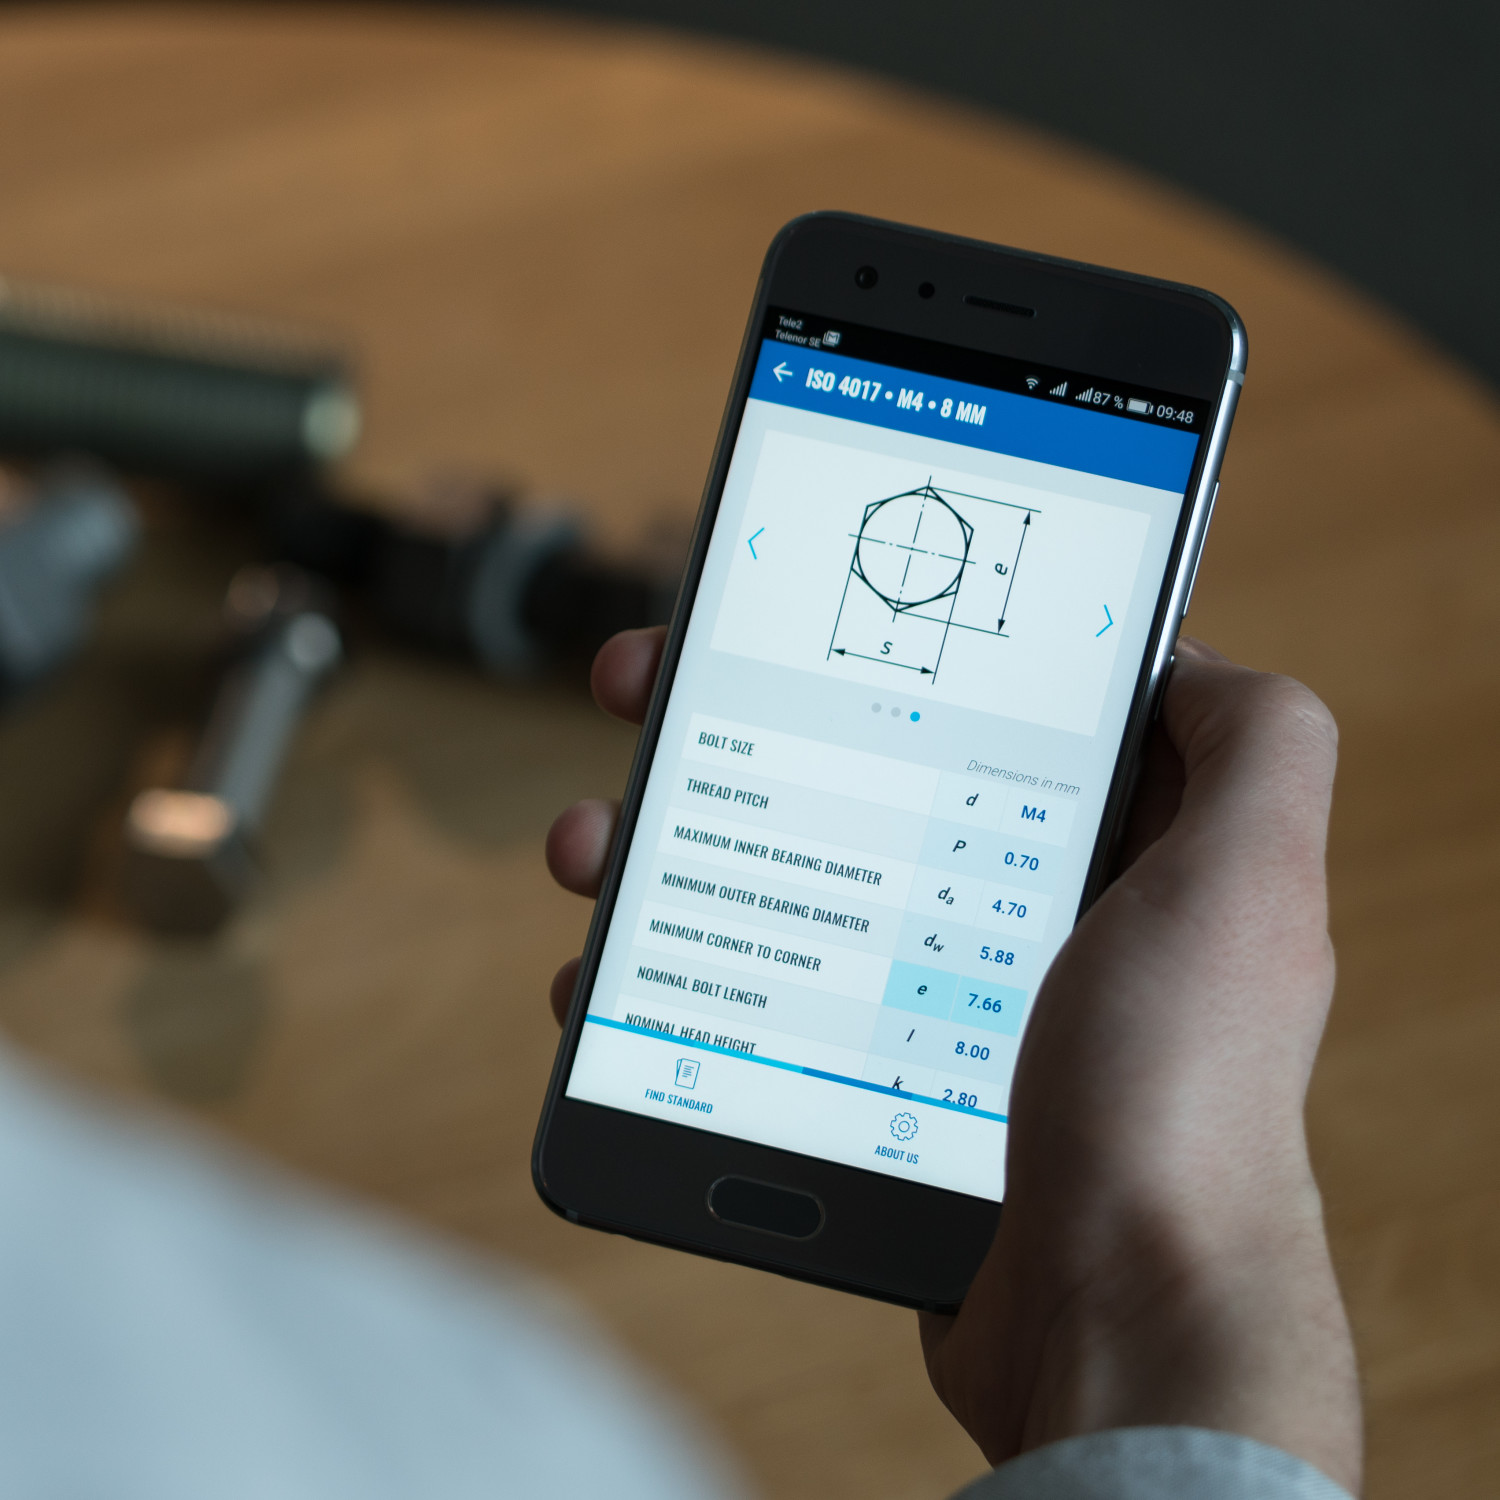 Tele2
Telenor SE
87 % 09:48
ISO 4017 • M4 • 8 MM
e
s
Dimensions in mm
BOLT SIZE d M4
THREAD PITCH P 0.70
MAXIMUM INNER BEARING DIAMETER da 4.70
MINIMUM OUTER BEARING DIAMETER dw 5.88
MINIMUM CORNER TO CORNER e 7.66
NOMINAL BOLT LENGTH l 8.00
NOMINAL HEAD HEIGHT k 2.80
FIND STANDARD
ABOUT US